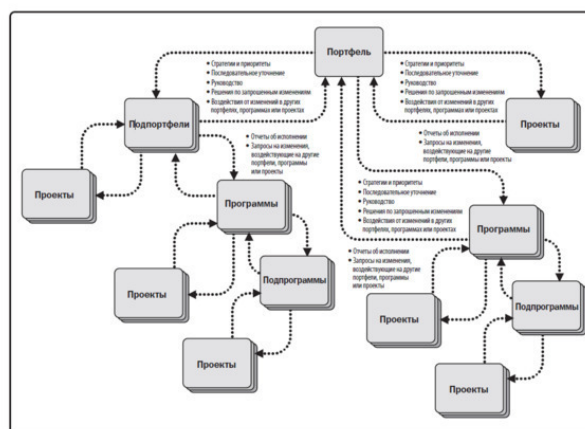 Портфель
• Стратегии и приоритеты
• Последовательное уточнение
• Руководство
• Решения по запрошенным изменениям
• Воздействия от изменений в других
портфелях, программах или проектах
• Стратегии и приоритеты
• Последовательное уточнение
• Руководство
• Решения по запрошенным изменениям
• Воздействия от изменений в других
портфелях, программах или проектах
Подпортфели
Проекты
• Отчеты об исполнении
• Запросы на изменения,
воздействующие на другие
портфели, программы
или проекты
• Отчеты об исполнении
• Запросы на изменения,
воздействующие на другие
портфели, программы или проекты
Проекты
Программы
• Стратегии и приоритеты
• Последовательное уточнение
• Руководство
• Решения по запрошенным изменениям
• Воздействия от изменений в других
портфелях, программах или проектах
Программы
• Отчеты об исполнении
• Запросы на изменения,
воздействующие на другие
портфели, программы
или проекты
Проекты
Подпрограммы
Проекты
Подпрограммы
Проекты
Проекты